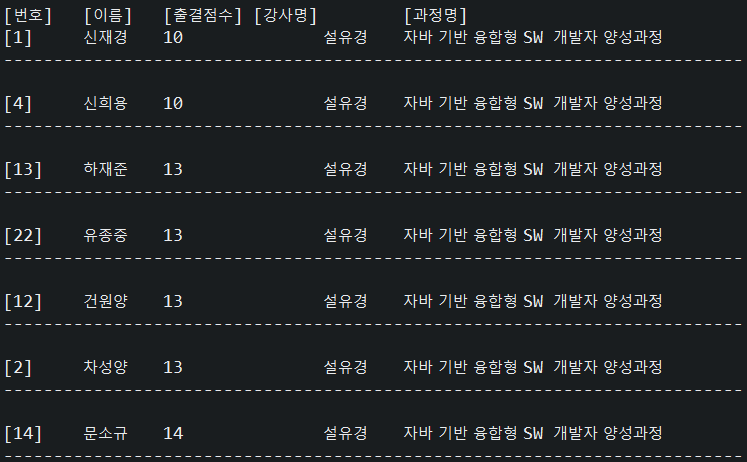 [번호] [이름] [출결점수] [강사명] [과정명]
[1] 신재경 10 설유경 자바 기반 융합형 SW 개발자 양성과정
--------------------------------------------------------------------------
[4] 신희용 10 설유경 자바 기반 융합형 SW 개발자 양성과정
--------------------------------------------------------------------------
[13] 하재준 13 설유경 자바 기반 융합형 SW 개발자 양성과정
--------------------------------------------------------------------------
[22] 유종중 13 설유경 자바 기반 융합형 SW 개발자 양성과정
--------------------------------------------------------------------------
[12] 건원양 13 설유경 자바 기반 융합형 SW 개발자 양성과정
--------------------------------------------------------------------------
[2] 차성양 13 설유경 자바 기반 융합형 SW 개발자 양성과정
--------------------------------------------------------------------------
[14] 문소규 14 설유경 자바 기반 융합형 SW 개발자 양성과정
--------------------------------------------------------------------------